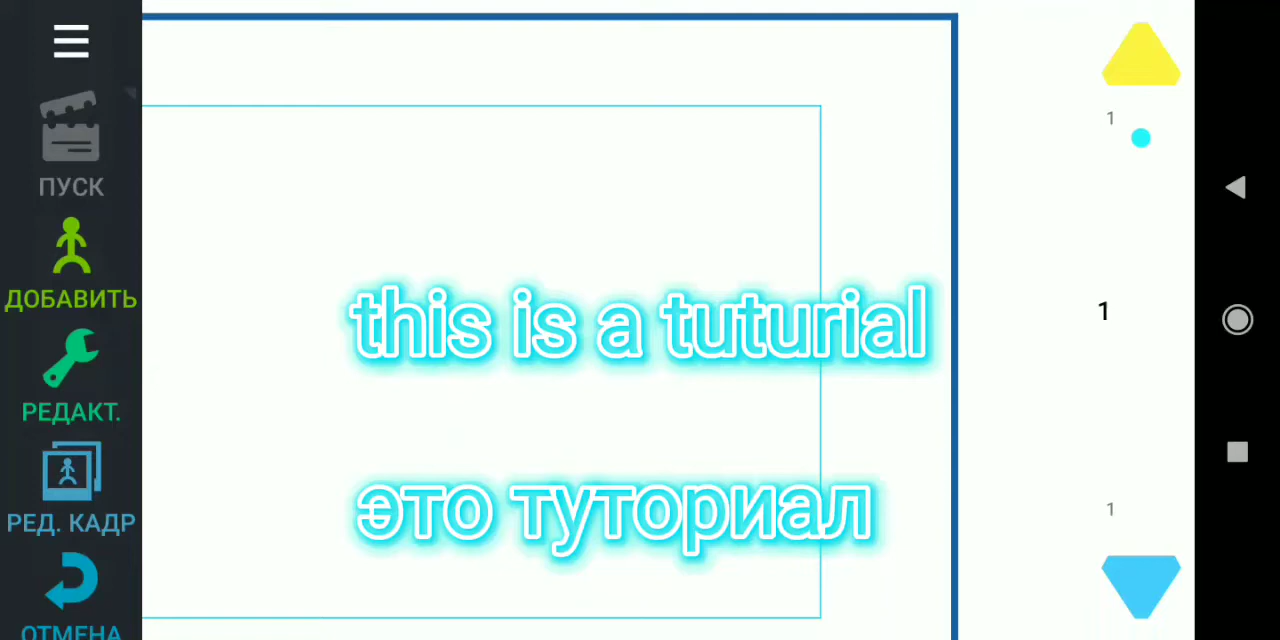 ПУСК
ДОБАВИТЬ
РЕДАКТ.
РЕД. КАДР
ОТМЕНА
this is a tuturial
это туториал
1
1
1